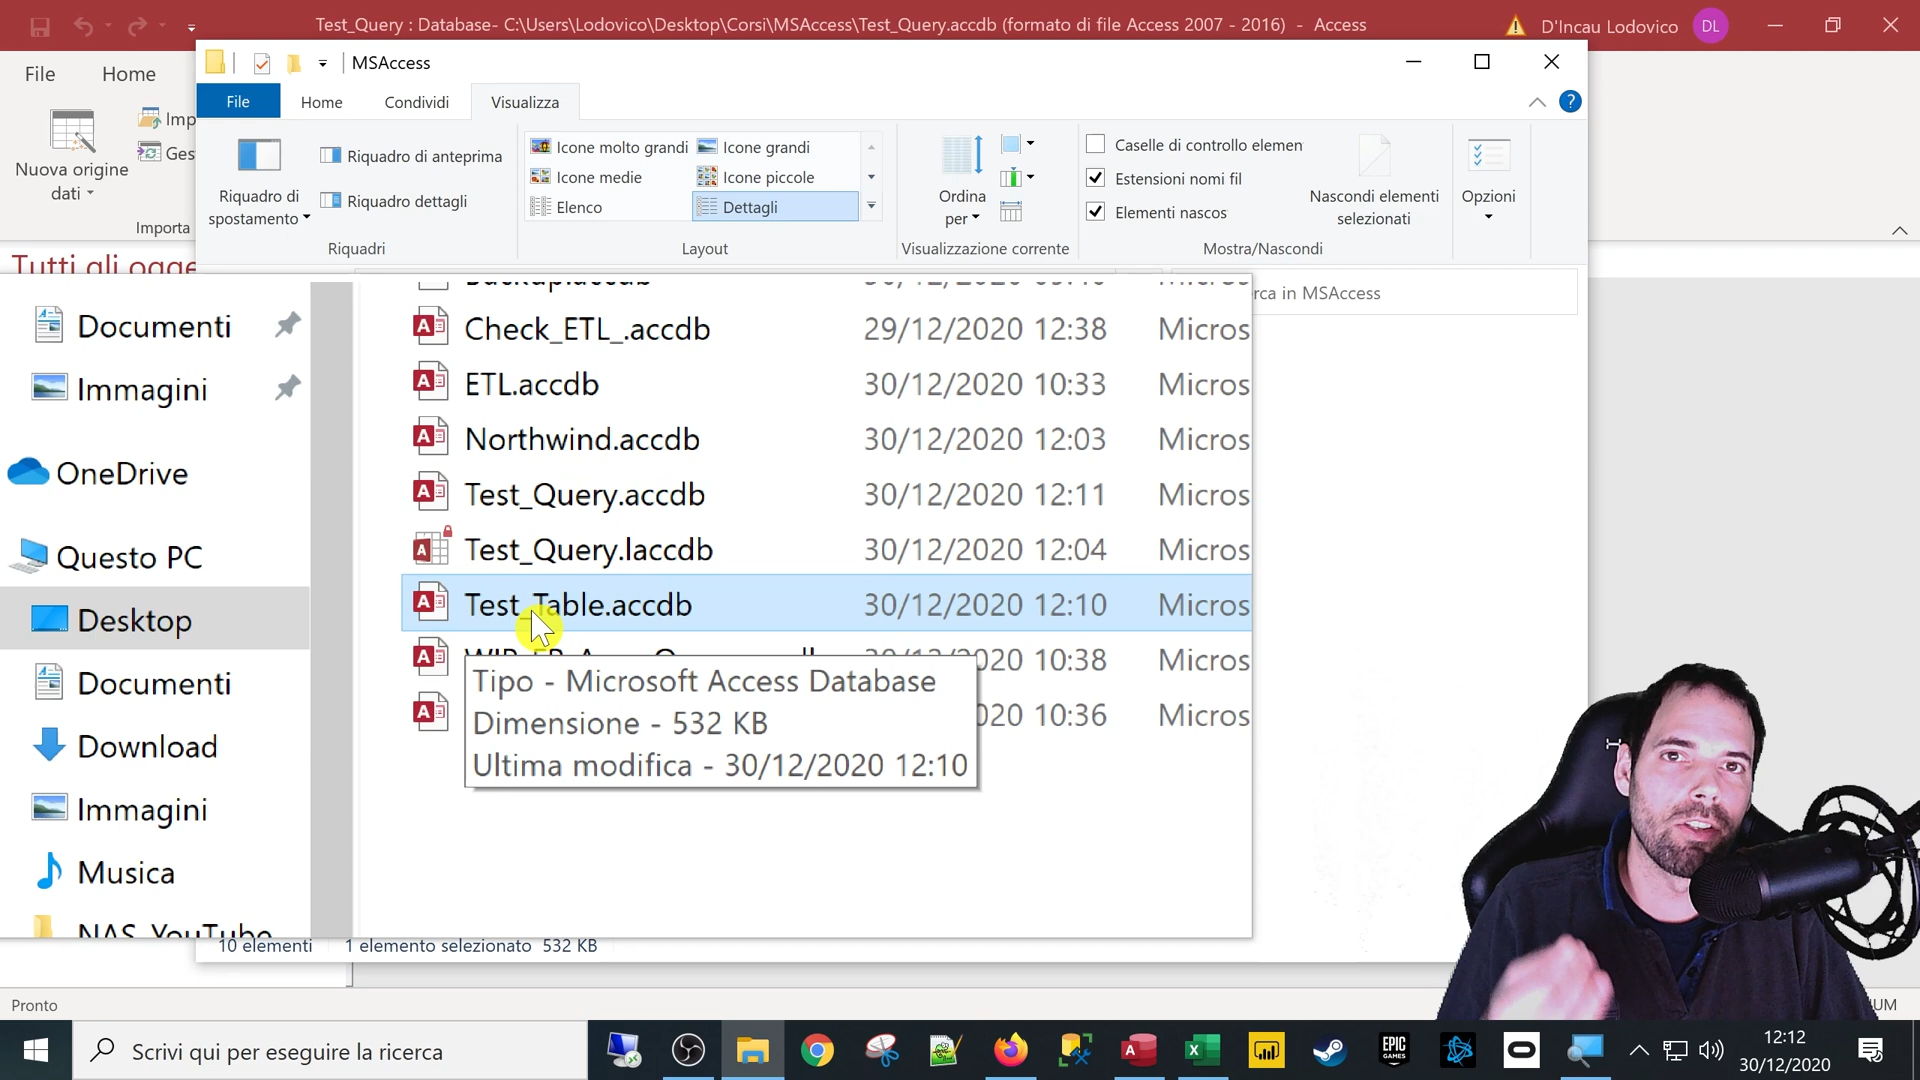 Test_Query : Database- C:\Users\Lodovico\Desktop\Corsi\MSAccess\Test_Query.accdb (formato di file Access 2007 - 2016) - Access
D'Incau Lodovico
DL
File
Home
Nuova origine
dati
Imp
Ges
Importa
Tutti gli ogge
MSAccess
File
Home
Condividi
Visualizza
Riquadro di
spostamento
Riquadro di anteprima
Riquadro dettagli
Riquadri
Icone molto grandi
Icone grandi
Icone medie
Icone piccole
Elenco
Dettagli
Layout
Ordina
per
Visualizzazione corrente
Caselle di controllo elemen
Estensioni nomi fil
Elementi nascos
Nascondi elementi
selezionati
Mostra/Nascondi
Opzioni
rca in MSAccess
Documenti
Immagini
OneDrive
Questo PC
Desktop
Documenti
Download
Immagini
Musica
NAS_YouTube
Check_ETL_.accdb 29/12/2020 12:38 Micros
ETL.accdb 30/12/2020 10:33 Micros
Northwind.accdb 30/12/2020 12:03 Micros
Test_Query.accdb 30/12/2020 12:11 Micros
Test_Query.laccdb 30/12/2020 12:04 Micros
Test_Table.accdb 30/12/2020 12:10 Micros
020 10:38 Micros
020 10:36 Micros
Tipo - Microsoft Access Database
Dimensione - 532 KB
Ultima modifica - 30/12/2020 12:10
10 elementi 1 elemento selezionato 532 KB
Pronto
UM
Scrivi qui per eseguire la ricerca
EPIC
GAMES
12:12
30/12/2020